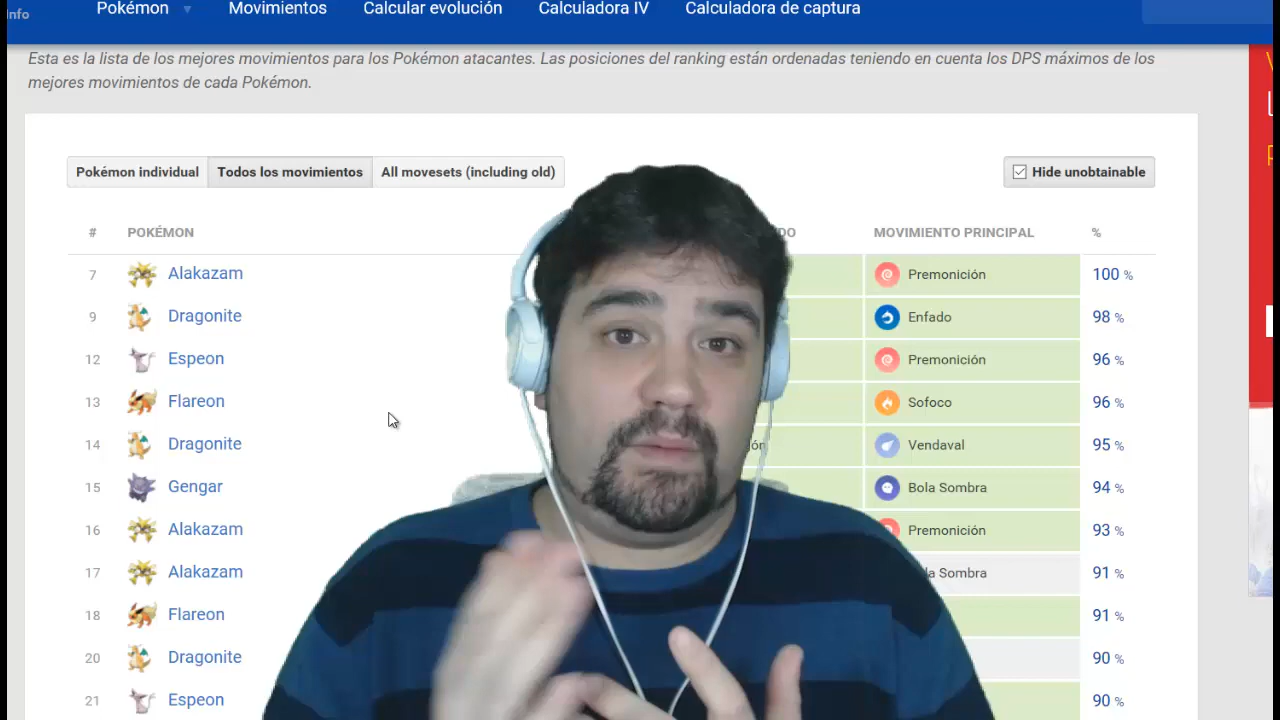 Info
Pokémon
Movimientos
Calcular evolución
Calculadora IV
Calculadora de captura
Esta es la lista de los mejores movimientos para los Pokémon atacantes. Las posiciones del ranking están ordenadas teniendo en cuenta los DPS máximos de los
mejores movimientos de cada Pokémon.
Pokémon individual
Todos los movimientos
All movesets (including old)
Hide unobtainable
# POKÉMON DO MOVIMIENTO PRINCIPAL %
7 Alakazam Premonición 100 %
9 Dragonite Enfado 98 %
12 Espeon Premonición 96 %
13 Flareon Sofoco 96 %
14 Dragonite ón Vendaval 95 %
15 Gengar Bola Sombra 94 %
16 Alakazam Premonición 93 %
17 Alakazam la Sombra 91 %
18 Flareon 91 %
20 Dragonite 90 %
21 Espeon 90 %